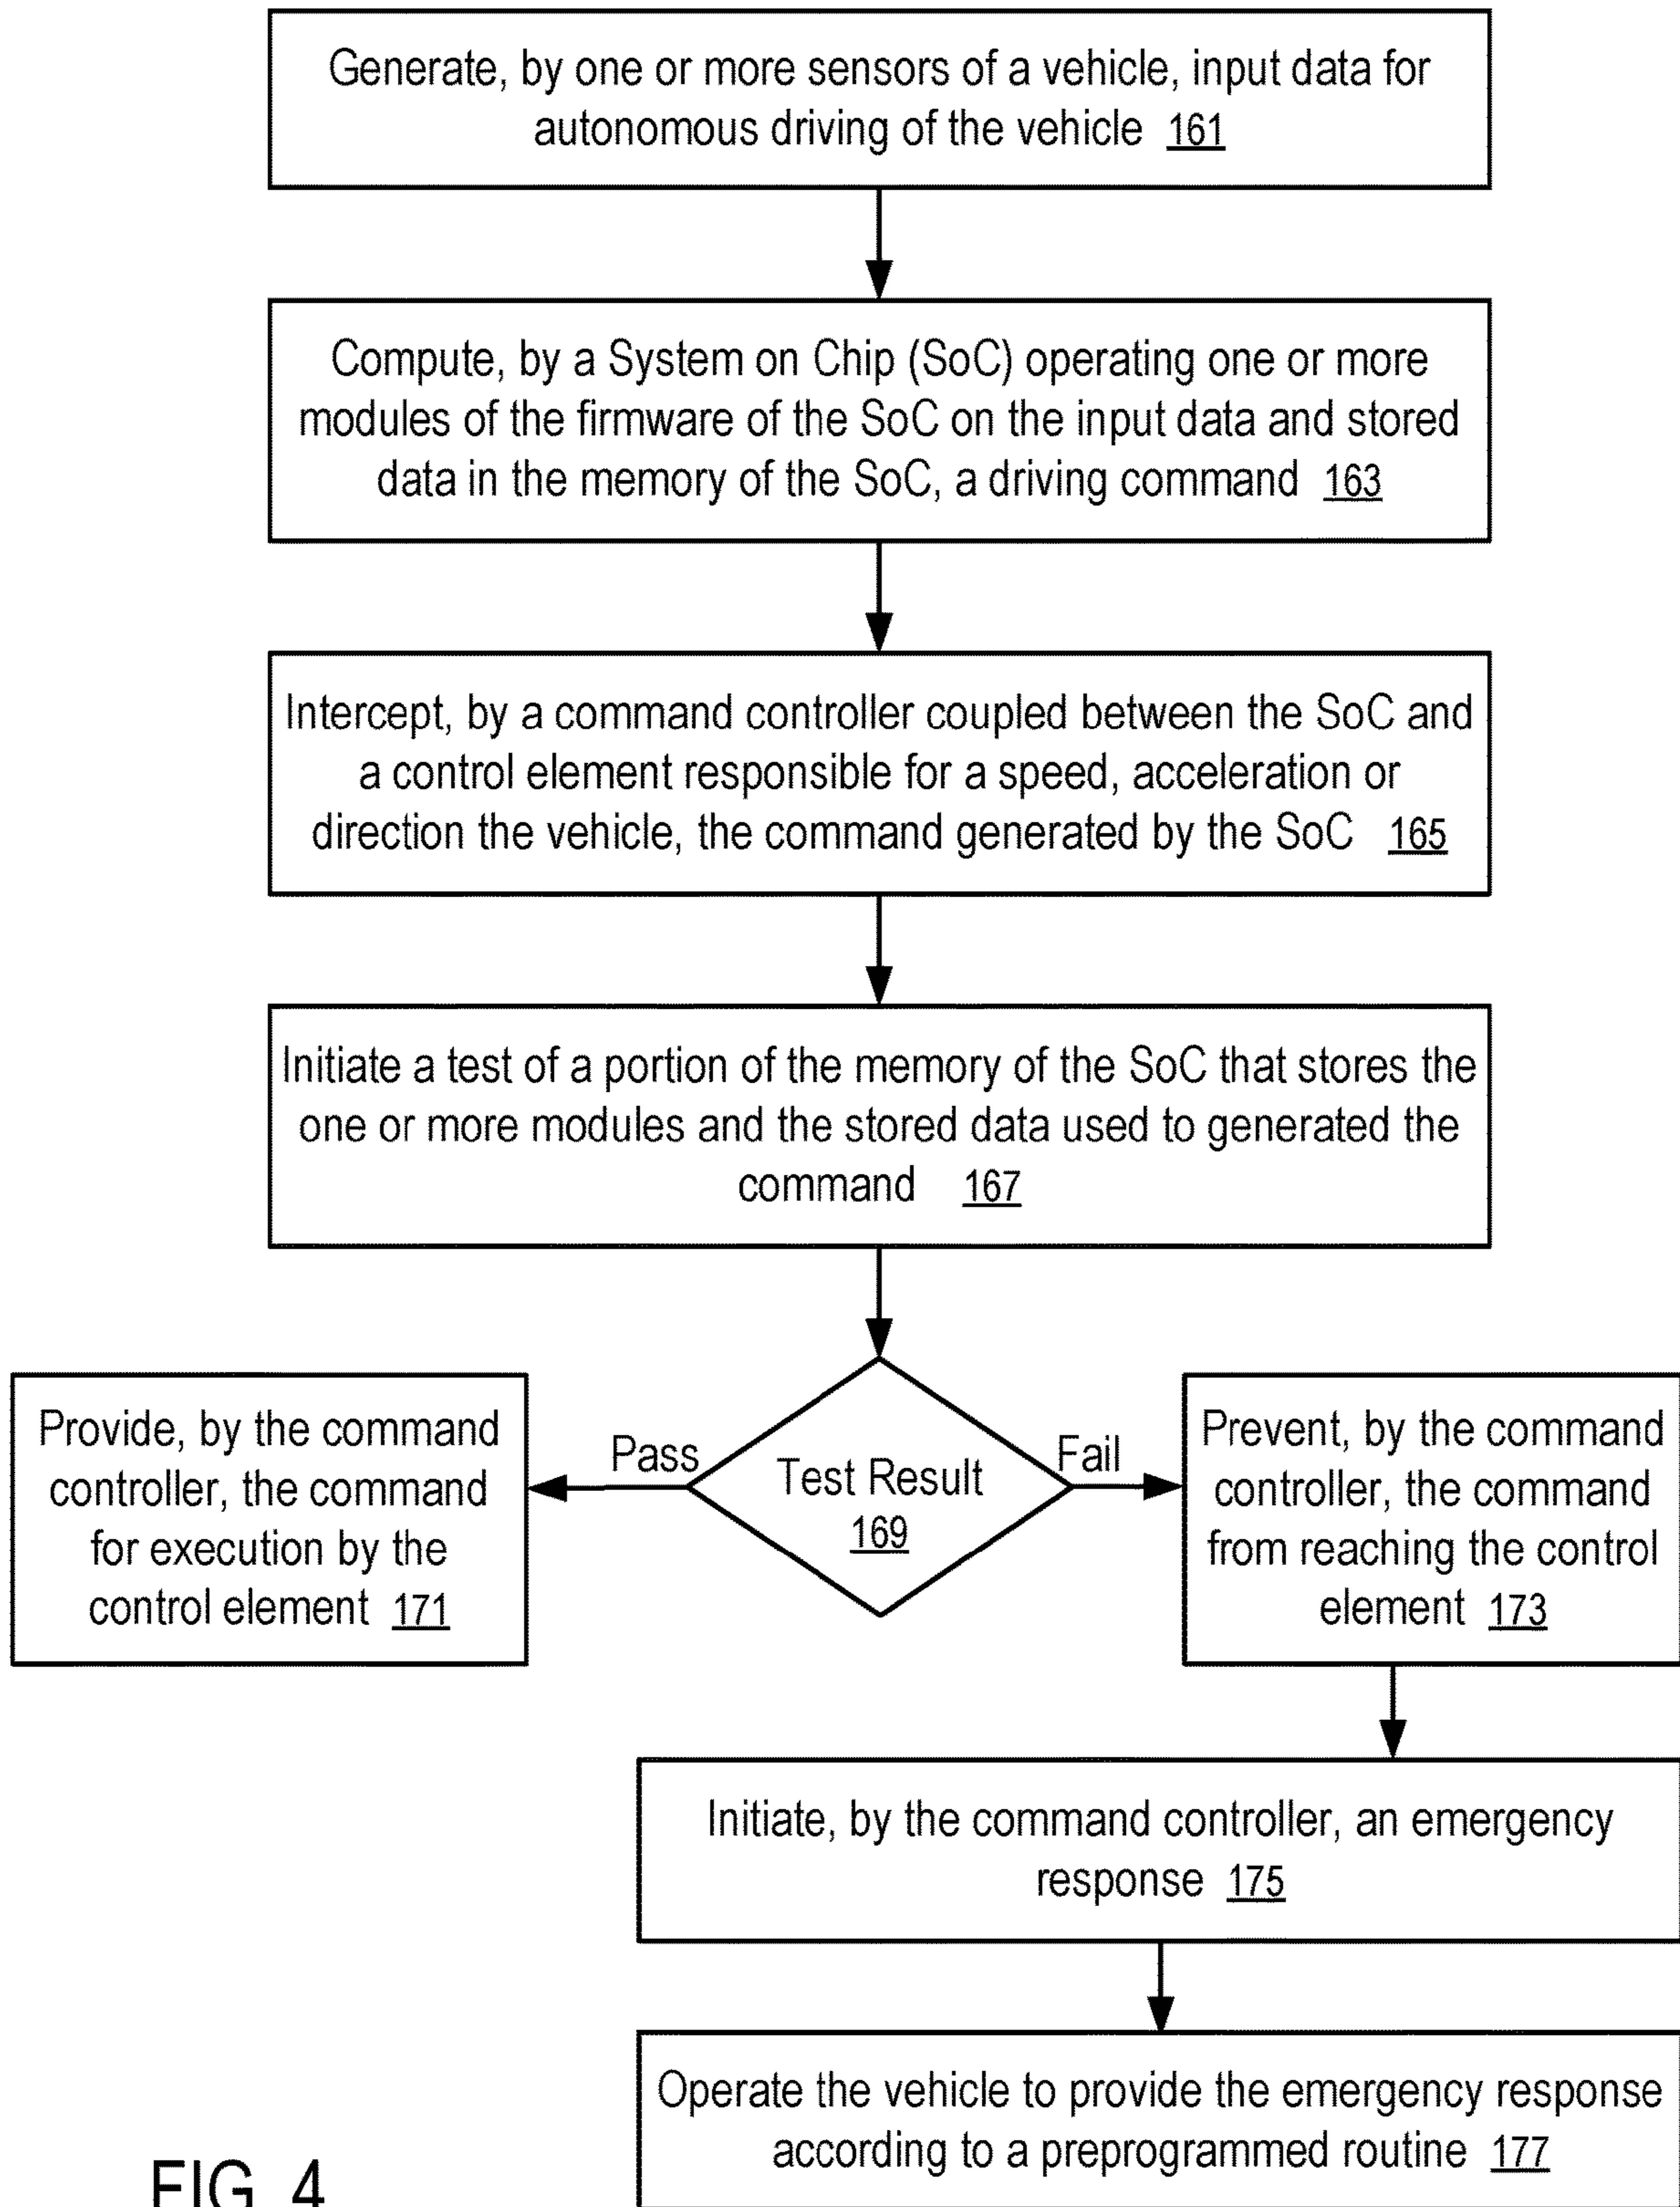 Generate, by one or more sensors of a vehicle, input data for
autonomous driving of the vehicle 161
Compute, by a System on Chip (SoC) operating one or more
modules of the firmware of the SoC on the input data and stored
data in the memory of the SoC, a driving command 163
Intercept, by a command controller coupled between the SoC and
a control element responsible for a speed, acceleration or
direction the vehicle, the command generated by the SoC 165
Initiate a test of a portion of the memory of the SoC that stores the
one or more modules and the stored data used to generated the
command 167
Test Result
169
Pass
Provide, by the command
controller, the command
for execution by the
control element 171
Fail
Prevent, by the command
controller, the command
from reaching the control
element 173
Initiate, by the command controller, an emergency
response 175
Operate the vehicle to provide the emergency response
according to a preprogrammed routine 177
FIG. 4